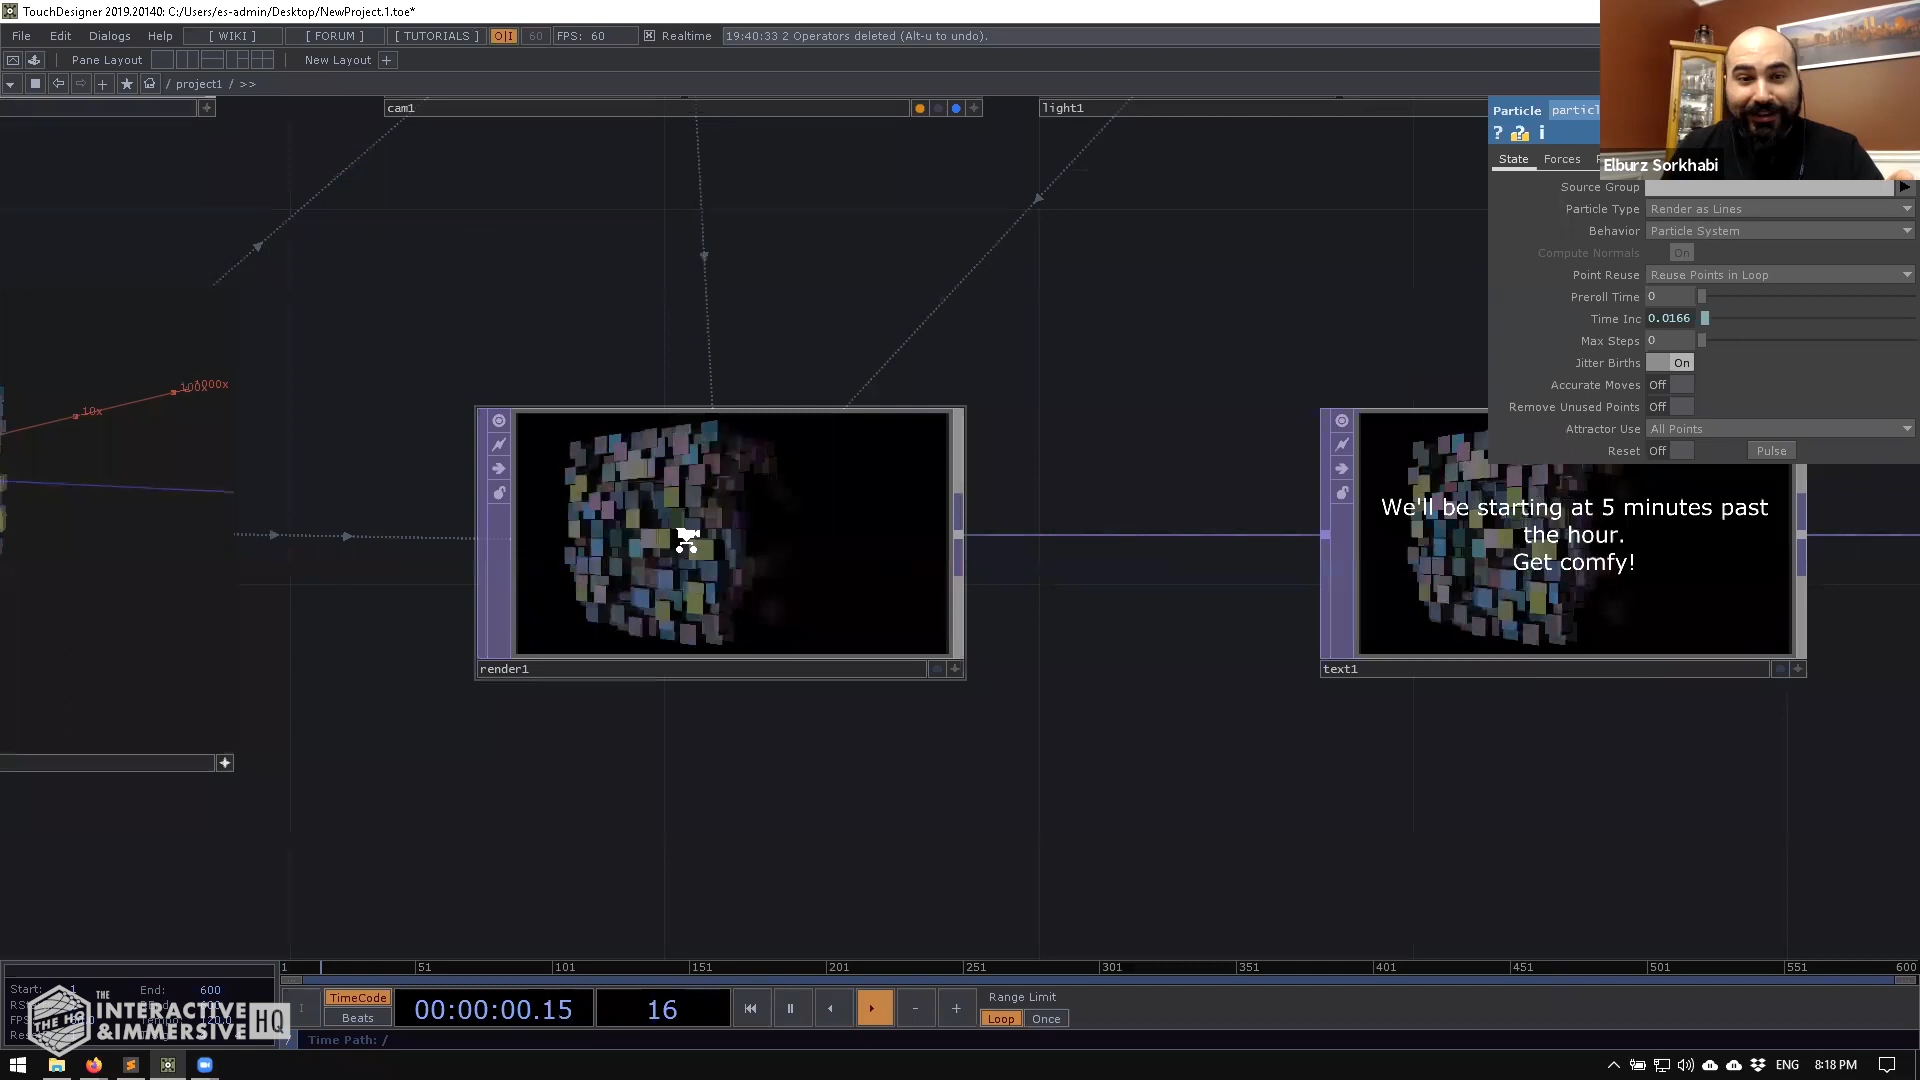 TouchDesigner 2019.20140: C:/Users/es-admin/Desktop/NewProject.1.toe*
File Edit Dialogs Help [ WIKI ] [ FORUM ] [ TUTORIALS ] O|I 60 FPS: 60 Realtime 19:40:33 2 Operators deleted (Alt-u to undo).
Pane Layout New Layout +
/ project1 / >>
cam1
light1
Particle
? i
State Forces
Elburz Sorkhabi
Source Group
Particle Type Render as Lines
Behavior Particle System
Compute Normals On
Point Reuse Reuse Points in Loop
Preroll Time 0
Time Inc 0.0166
Max Steps 0
Jitter Births On
Accurate Moves Off
Remove Unused Points Off
Attractor Use All Points
Reset Off Pulse
10x
100x
1000x
We'll be starting at 5 minutes past
the hour.
Get comfy!
render1
text1
1 51 101 151 201 251 301 351 401 451 501 551 600
Start: 1 End: 600
TimeCode
Beats
00:00:00.15
16
Range Limit
Loop Once
Time Path: /
THE HQ
THE
INTERACTIVE
& IMMERSIVE
HQ
ENG 8:18 PM